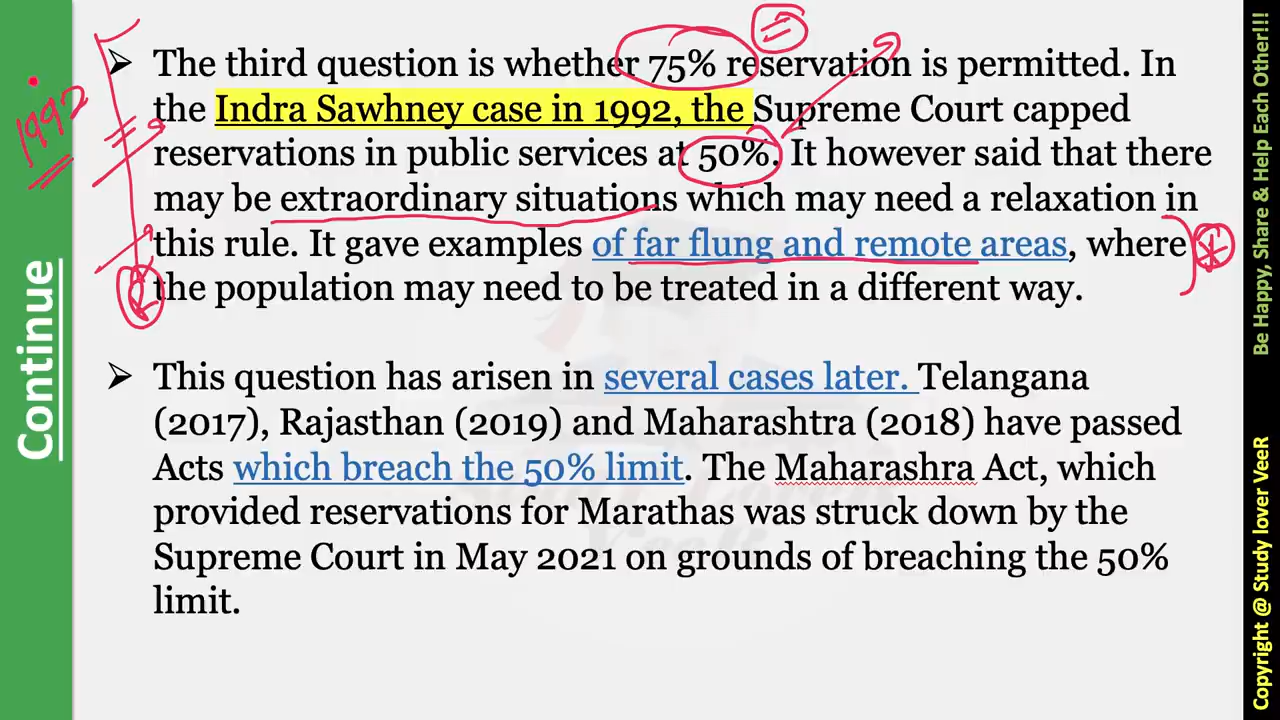 The third question is whether 75% reservation is permitted. In
the Indra Sawhney case in 1992, the Supreme Court capped
reservations in public services at 50%. It however said that there
may be extraordinary situations which may need a relaxation in
this rule. It gave examples of far flung and remote areas, where
the population may need to be treated in a different way.
This question has arisen in several cases later. Telangana
(2017), Rajasthan (2019) and Maharashtra (2018) have passed
Acts which breach the 50% limit. The Maharashra Act, which
provided reservations for Marathas was struck down by the
Supreme Court in May 2021 on grounds of breaching the 50%
limit.
1992
Continue
Be Happy, Share & Help Each Other!!!
Copyright @ Study lover VeeR